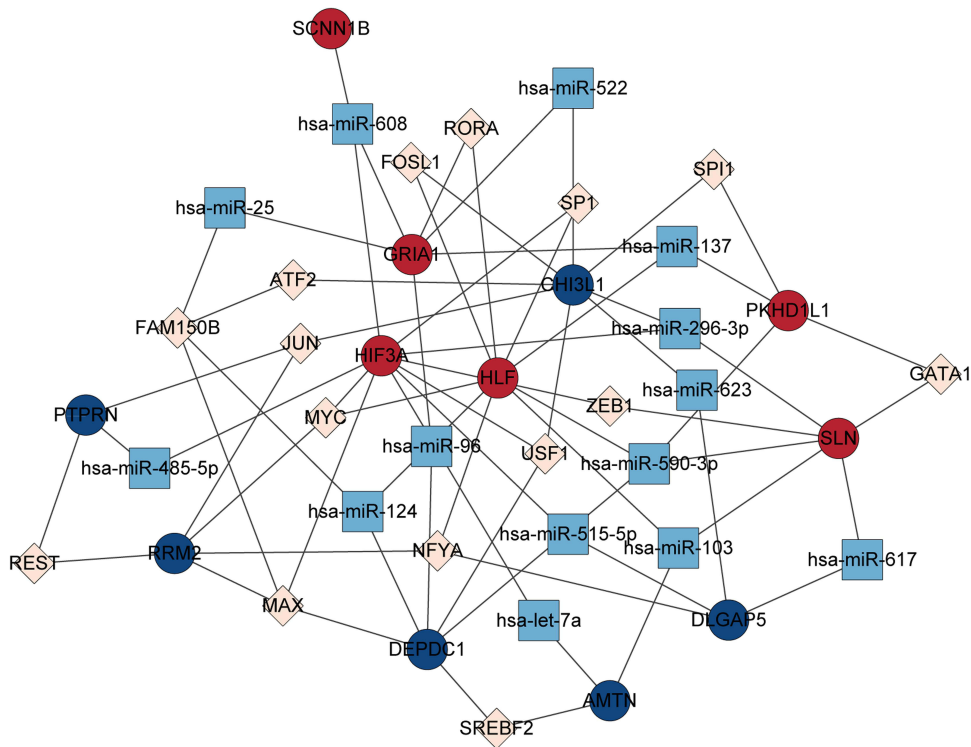 SCNN1B
hsa-miR-522
hsa-miR-608
RORA
FOSL1
SPI1
hsa-miR-25
SP1
hsa-miR-137
GRIA1
ATF2
CHI3L1
PKHD1L1
FAM150B
hsa-miR-296-3p
JUN
HIF3A
HLF
GATA1
hsa-miR-623
ZEB1
PTPRN
MYC
SLN
hsa-miR-96
USF1
hsa-miR-485-5p
hsa-miR-590-3p
hsa-miR-124
hsa-miR-515-5p
NFYA
hsa-miR-103
RRM2
REST
hsa-miR-617
MAX
hsa-let-7a
DLGAP5
DEPDC1
AMTN
SREBF2